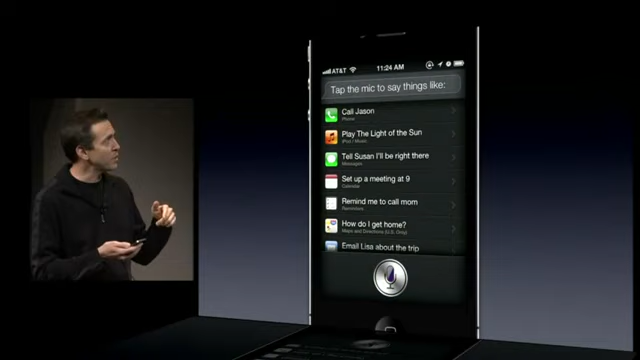 AT&T 11:24 AM
Tap the mic to say things like:
Call Jason
Phone
Play The Light of the Sun
iPod / Music
Tell Susan I'll be right there
Messages
Set up a meeting at 9
Calendar
Remind me to call mom
Reminders
How do I get home?
Maps and Directions (U.S. Only)
Email Lisa about the trip